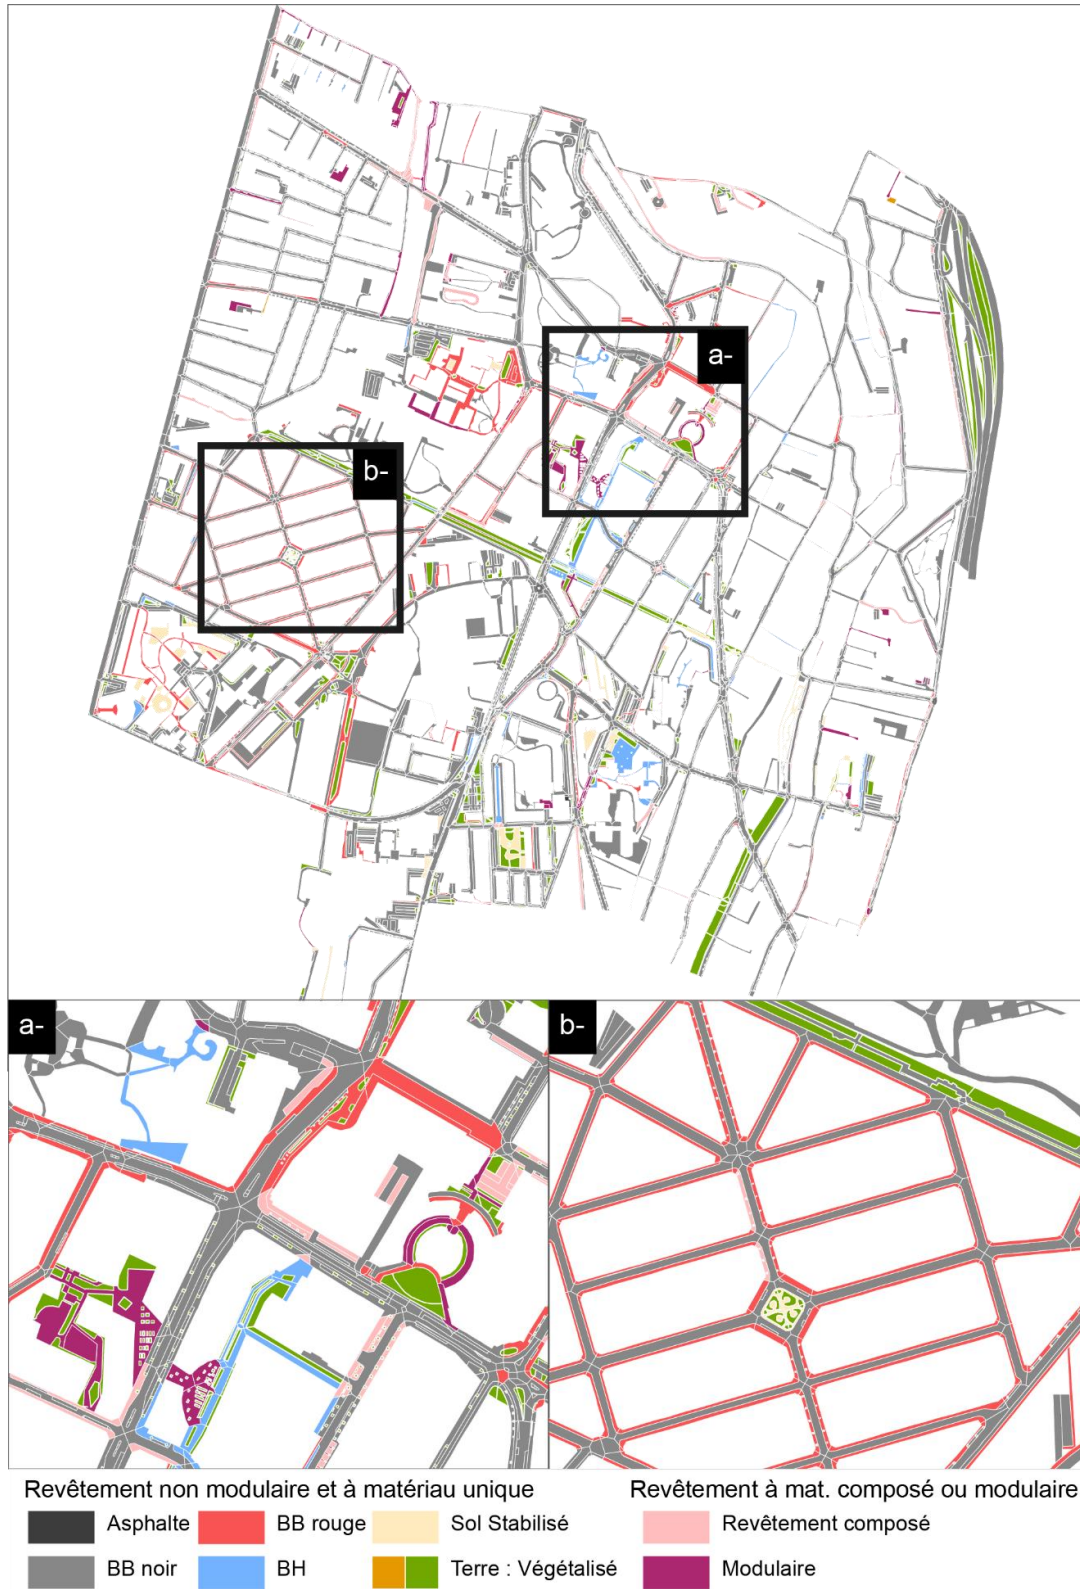 a-
b-
a-
b-
Revêtement non modulaire et à matériau unique
Revêtement à mat. composé ou modulaire
Asphalte
BB rouge
Sol Stabilisé
Revêtement composé
BB noir
BH
Terre : Végétalisé
Modulaire